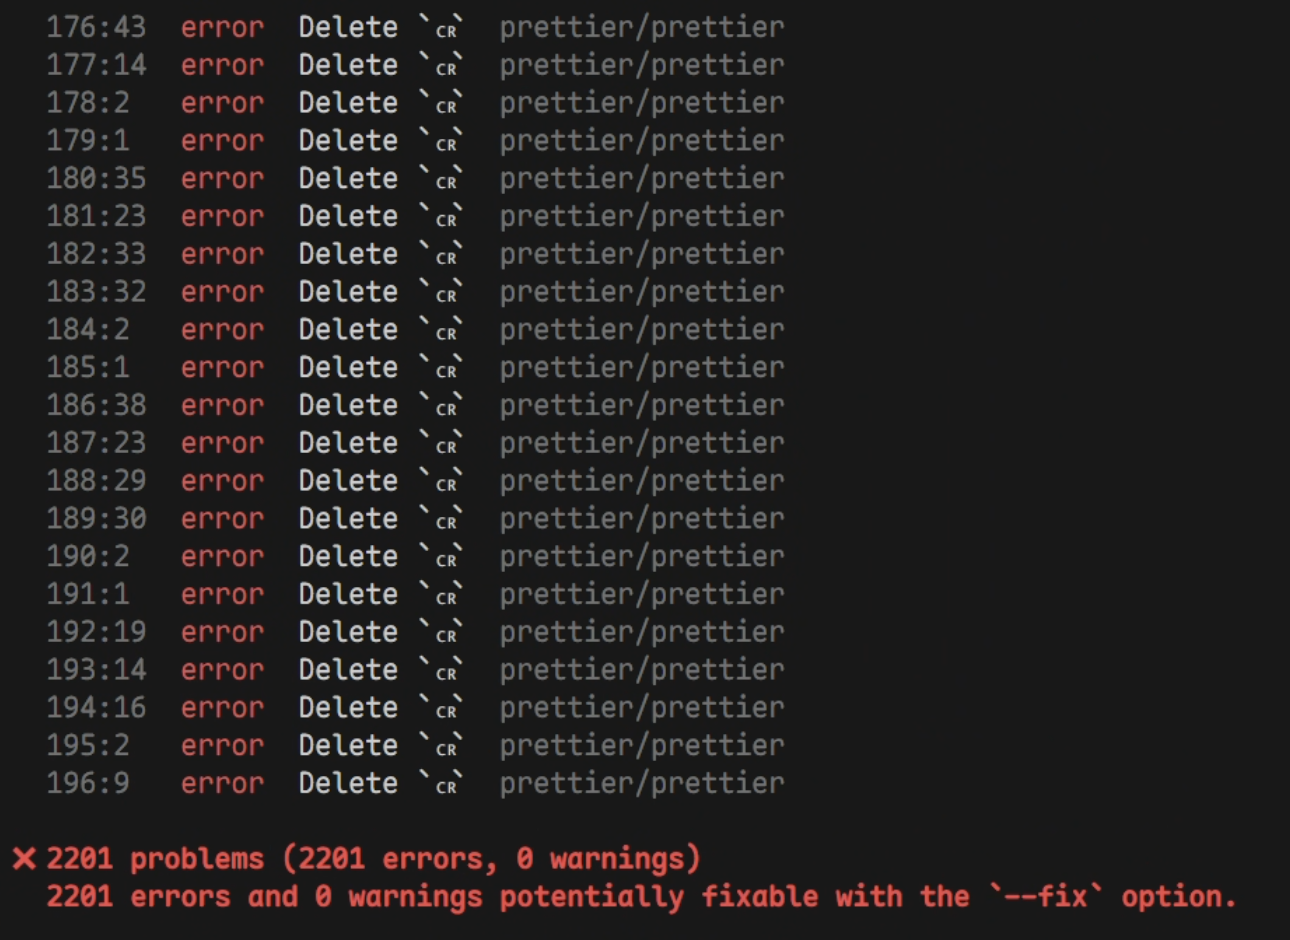 176:43 error Delete `␍` prettier/prettier
177:14 error Delete `␍` prettier/prettier
178:2 error Delete `␍` prettier/prettier
179:1 error Delete `␍` prettier/prettier
180:35 error Delete `␍` prettier/prettier
181:23 error Delete `␍` prettier/prettier
182:33 error Delete `␍` prettier/prettier
183:32 error Delete `␍` prettier/prettier
184:2 error Delete `␍` prettier/prettier
185:1 error Delete `␍` prettier/prettier
186:38 error Delete `␍` prettier/prettier
187:23 error Delete `␍` prettier/prettier
188:29 error Delete `␍` prettier/prettier
189:30 error Delete `␍` prettier/prettier
190:2 error Delete `␍` prettier/prettier
191:1 error Delete `␍` prettier/prettier
192:19 error Delete `␍` prettier/prettier
193:14 error Delete `␍` prettier/prettier
194:16 error Delete `␍` prettier/prettier
195:2 error Delete `␍` prettier/prettier
196:9 error Delete `␍` prettier/prettier
✖ 2201 problems (2201 errors, 0 warnings)
2201 errors and 0 warnings potentially fixable with the `--fix` option.